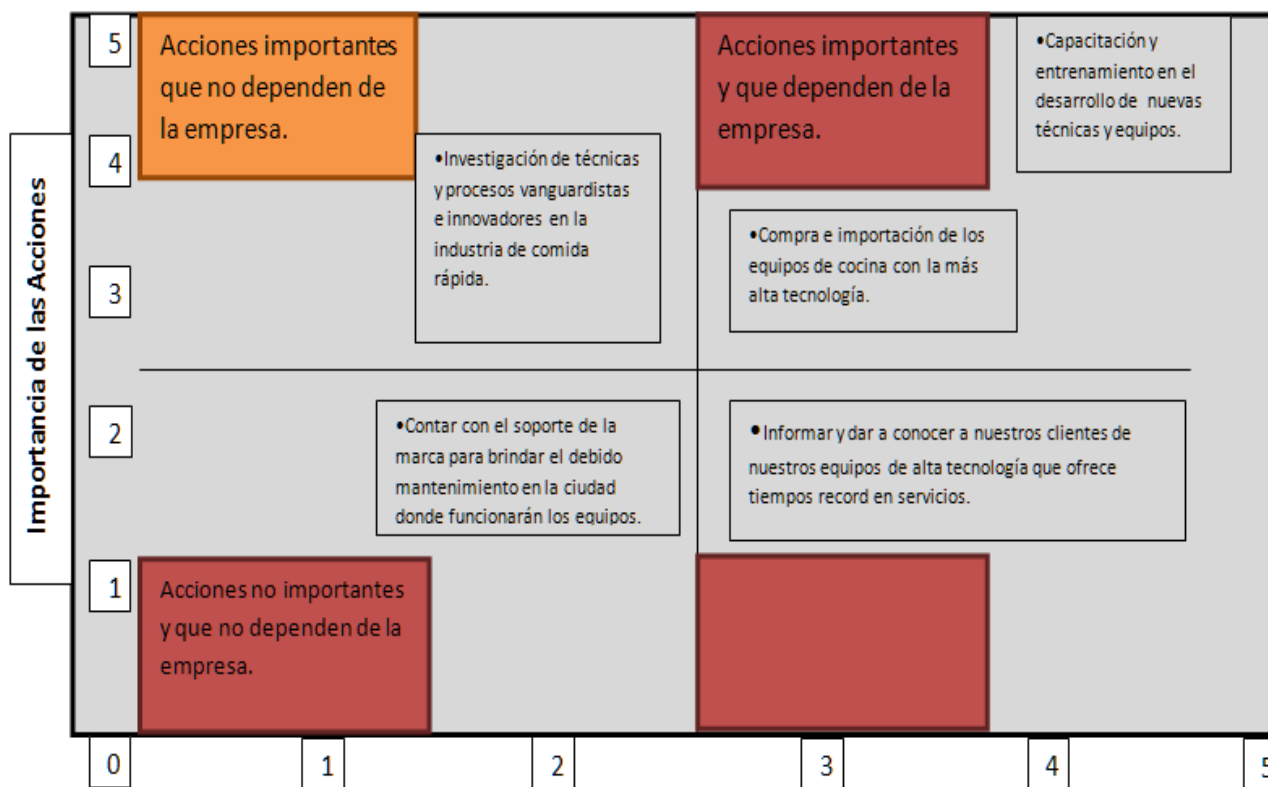 Importancia de las Acciones
5
4
3
2
1
0
1
2
3
4
5
Acciones importantes
que no dependen de
la empresa.
Acciones importantes
y que dependen de la
empresa.
•Capacitación y
entrenamiento en el
desarrollo de nuevas
técnicas y equipos.
•Investigación de técnicas
y procesos vanguardistas
e innovadores en la
industria de comida
rápida.
•Compra e importación de los
equipos de cocina con la más
alta tecnología.
•Contar con el soporte de la
marca para brindar el debido
mantenimiento en la ciudad
donde funcionarán los equipos.
•Informar y dar a conocer a nuestros clientes de
nuestros equipos de alta tecnología que ofrece
tiempos record en servicios.
Acciones no importantes
y que no dependen de la
empresa.